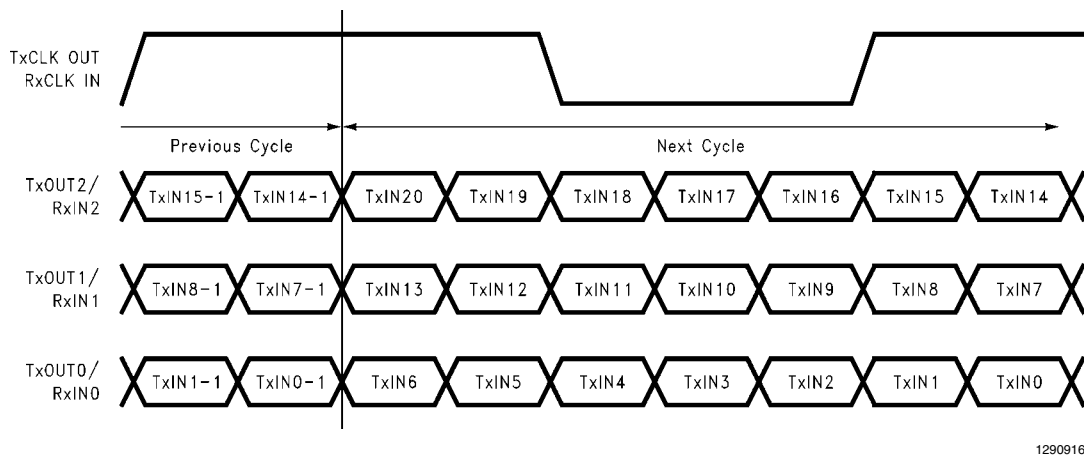 TxCLK OUT
RxCLK IN
Previous Cycle
Next Cycle
TxOUT2/
RxIN2
TxIN15-1 TxIN14-1 TxIN20 TxIN19 TxIN18 TxIN17 TxIN16 TxIN15 TxIN14
TxOUT1/
RxIN1
TxIN8-1 TxIN7-1 TxIN13 TxIN12 TxIN11 TxIN10 TxIN9 TxIN8 TxIN7
TxOUT0/
RxIN0
TxIN1-1 TxIN0-1 TxIN6 TxIN5 TxIN4 TxIN3 TxIN2 TxIN1 TxIN0
1290916